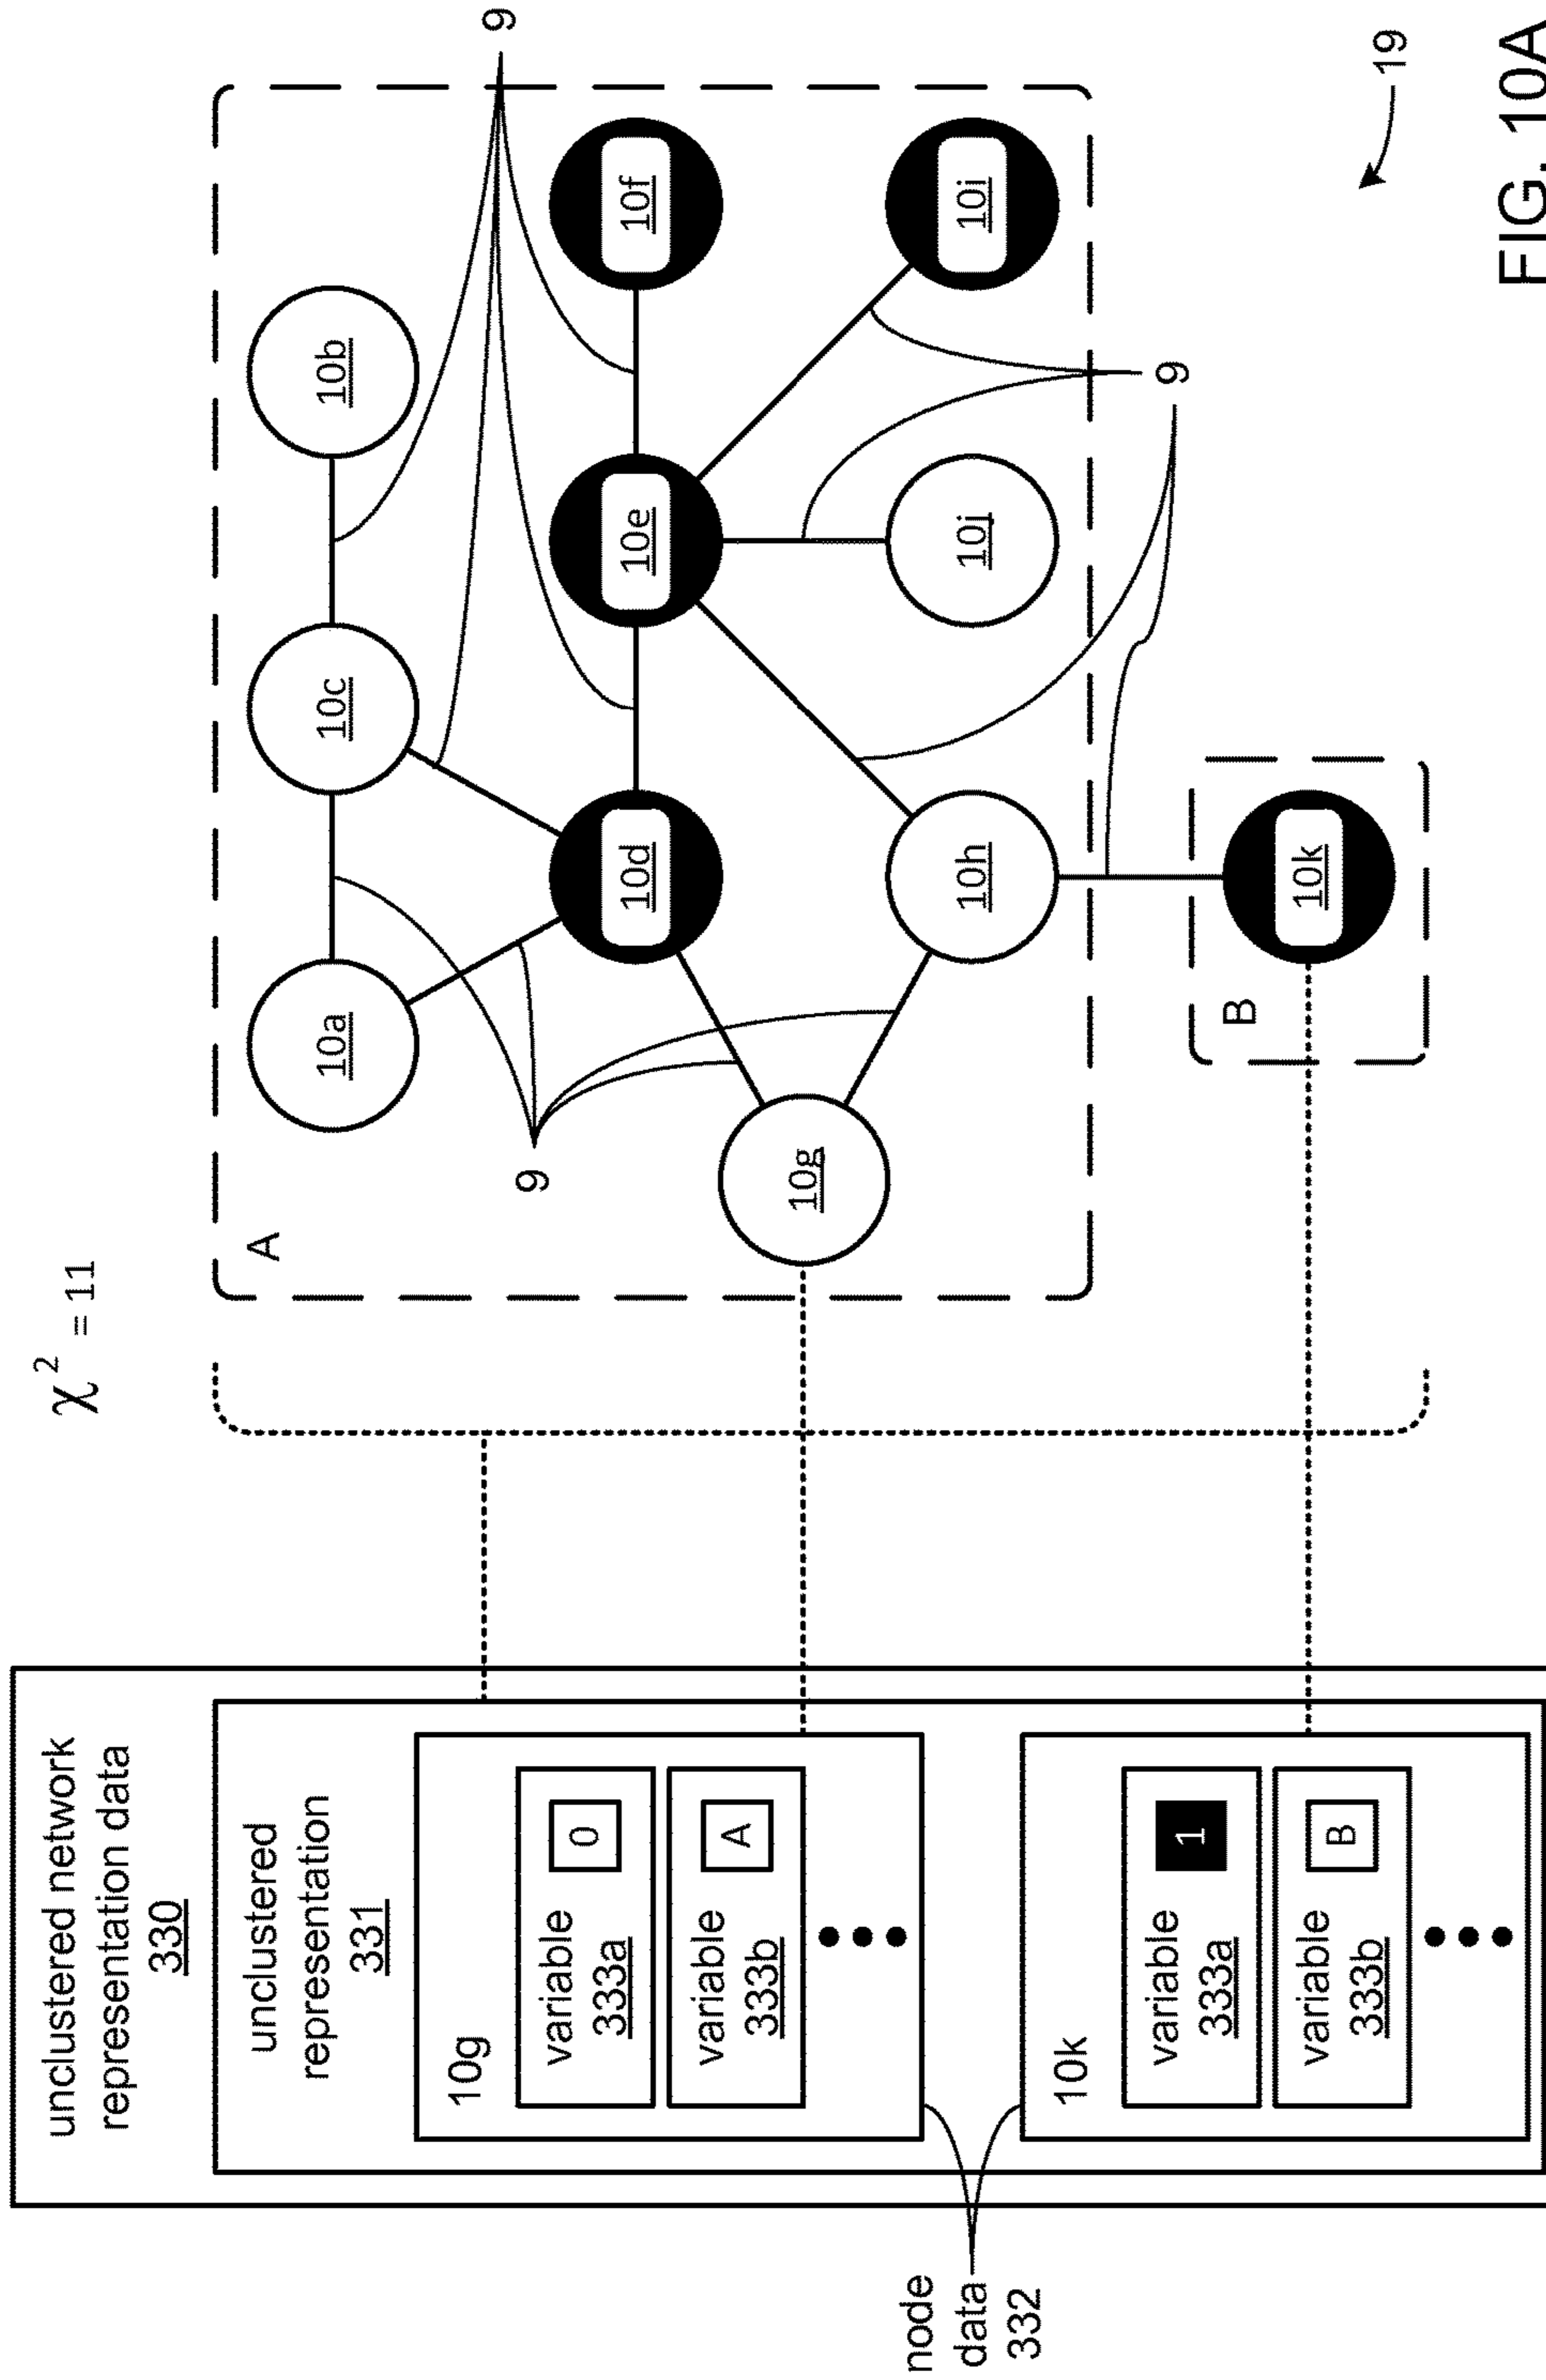 χ² = 11
unclustered network
representation data
330
unclustered
representation
331
10g
variable
333a
0
variable
333b
A
10k
variable
333a
1
variable
333b
B
node
data
332
A
10a
10c
10b
9
9
10d
10e
10f
10g
10h
10j
10i
9
B
10k
19
FIG. 10A